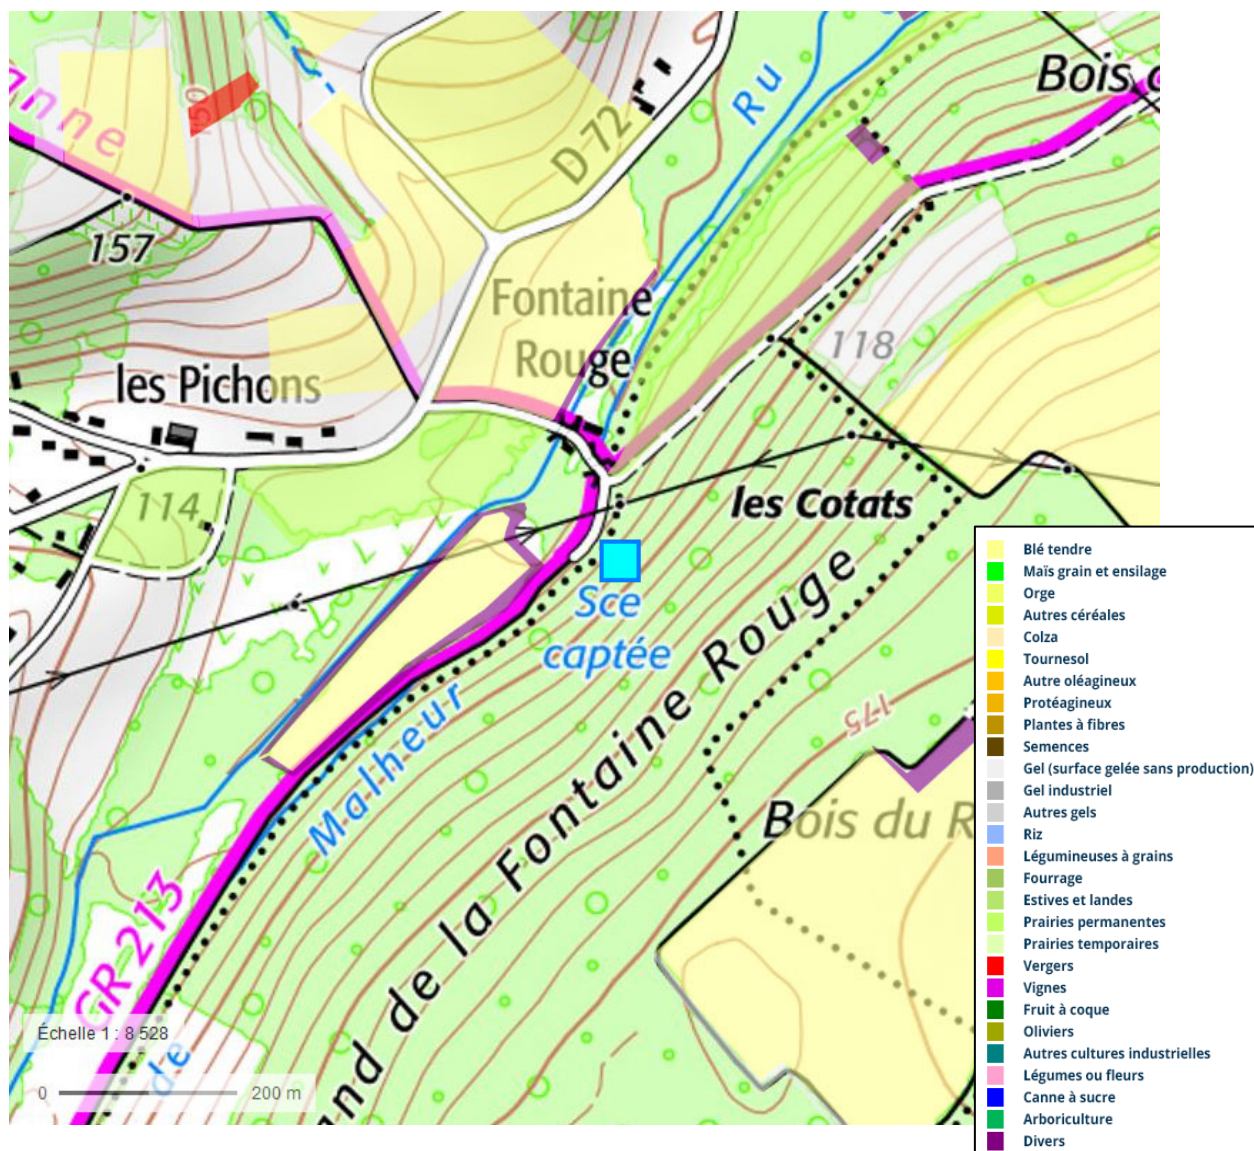 Bois
Ru
anne
150
D 72
157
Fontaine
Rouge
118
les Pichons
114
les Cotats
Sce
captée
175
Malheur
Bois du R
and de la Fontaine Rouge
GR 213
de
Échelle 1 : 8 528
0 200 m
Blé tendre
Maïs grain et ensilage
Orge
Autres céréales
Colza
Tournesol
Autre oléagineux
Protéagineux
Plantes à fibres
Semences
Gel (surface gelée sans production)
Gel industriel
Autres gels
Riz
Légumineuses à grains
Fourrage
Estives et landes
Prairies permanentes
Prairies temporaires
Vergers
Vignes
Fruit à coque
Oliviers
Autres cultures industrielles
Légumes ou fleurs
Canne à sucre
Arboriculture
Divers